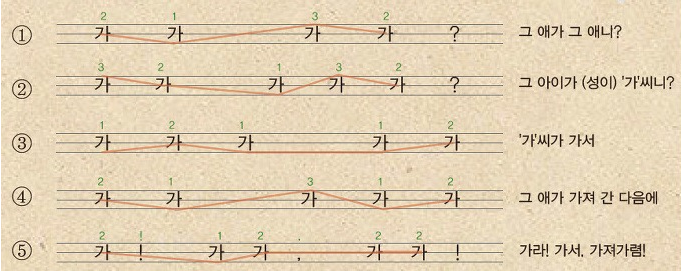 2 1 3 2
① 가 가 가 가 ? 그 애가 그 애니?
3 2 1 3 2
② 가 가 가 가 가 ? 그 아이가 (성이) '가'씨니?
1 2 1 1 2
③ 가 가 가 가 가 '가'씨가 가서
2 1 3 1 2
④ 가 가 가 가 가 그 애가 가져 간 다음에
2 ! 1 2 . 2 2
⑤ 가 ! 가 가 , 가 가 ! 가라! 가서, 가져가렴!